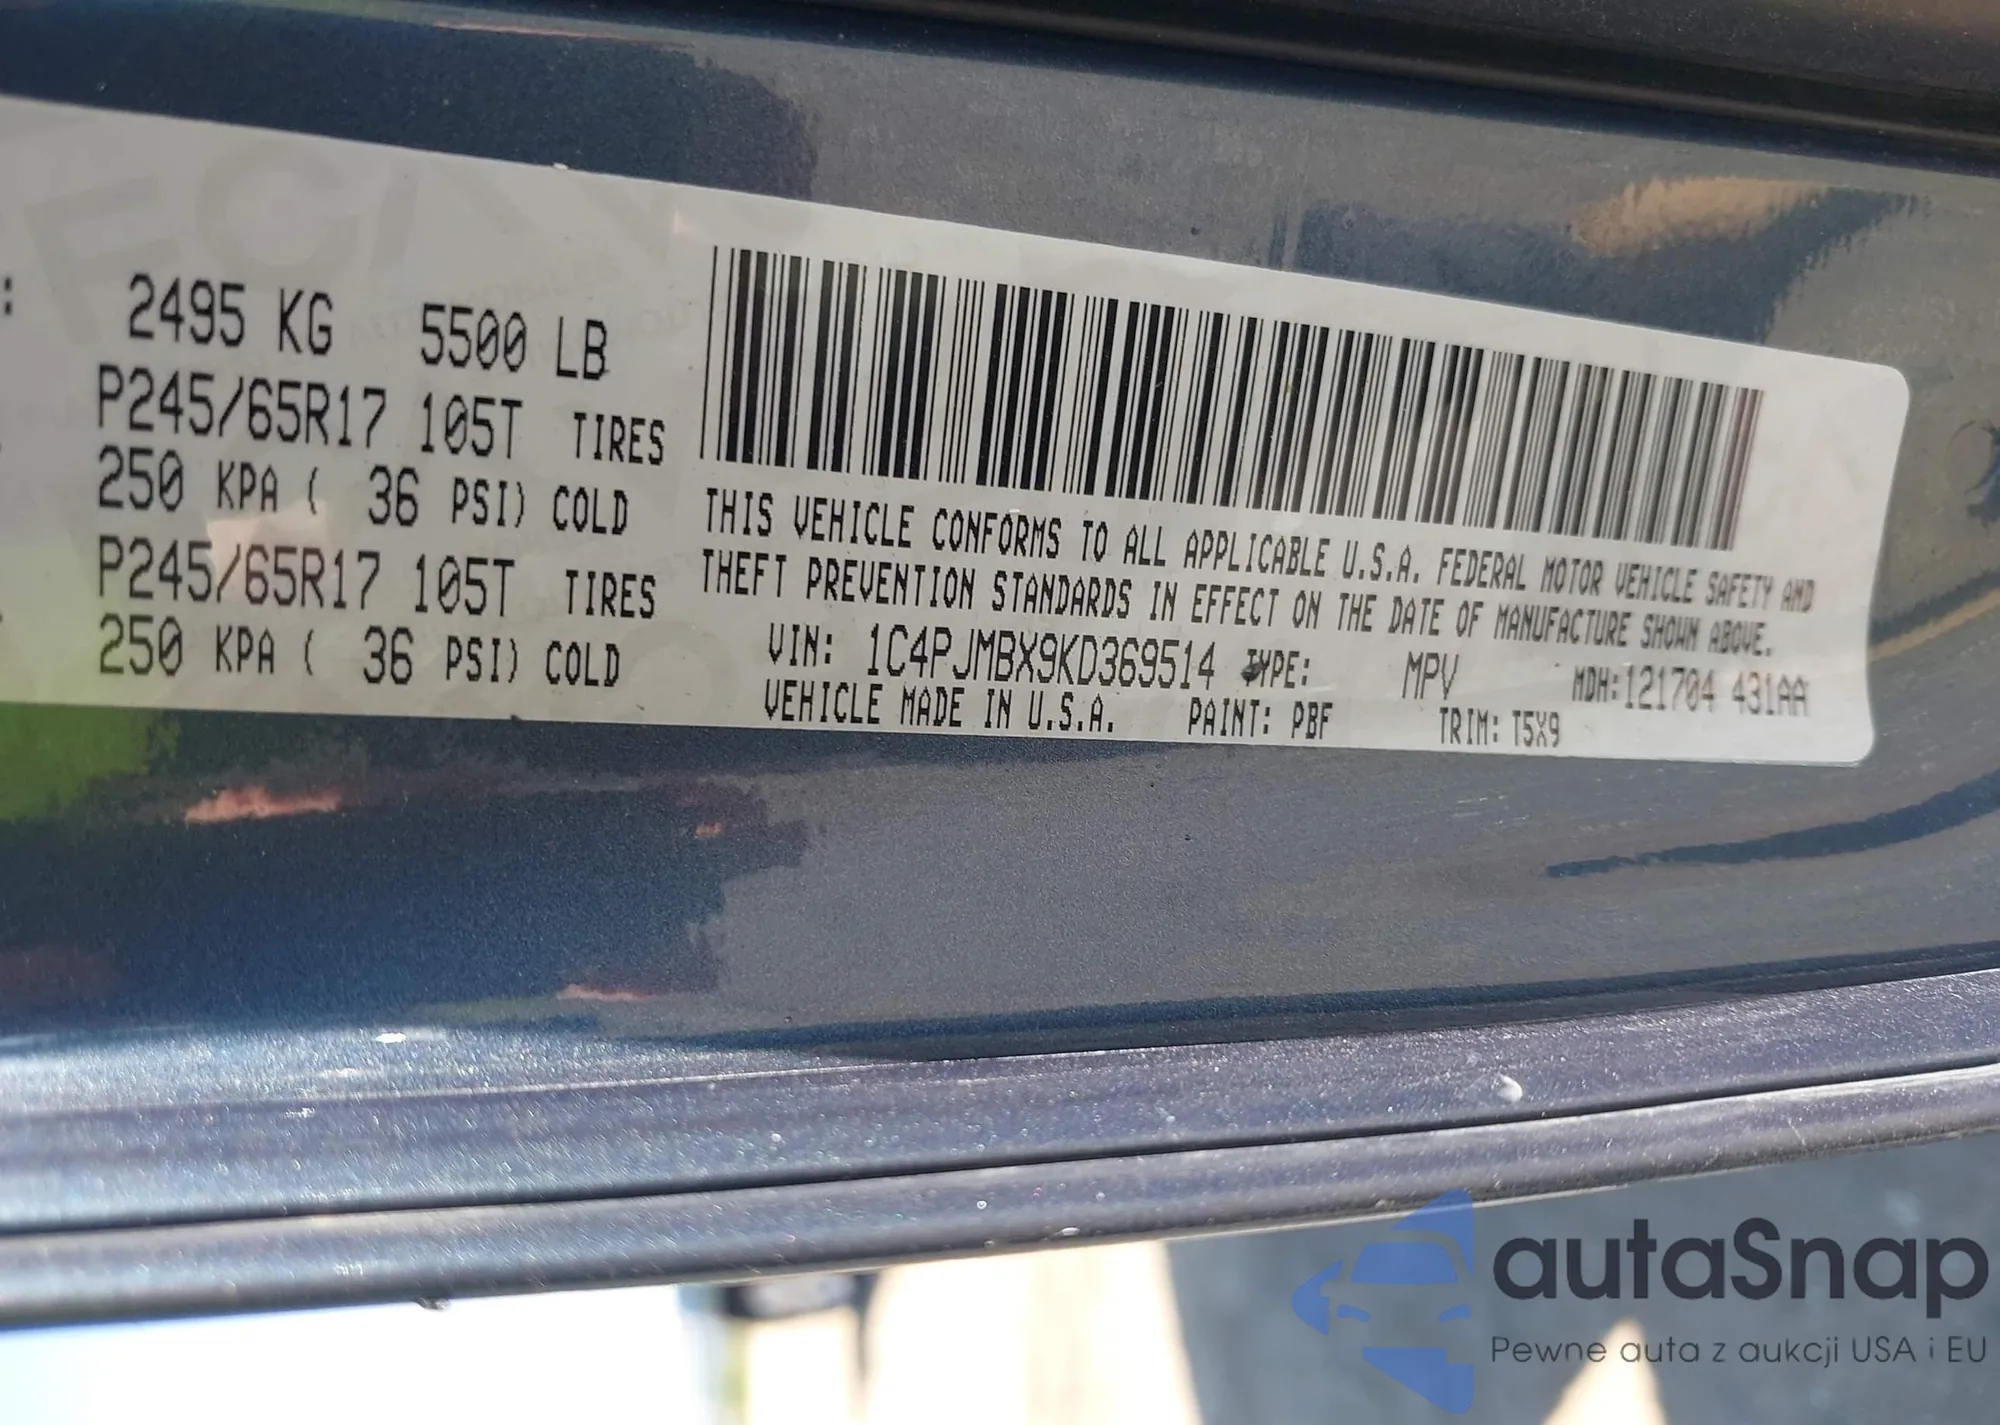 : 2495 KG 5500 LB
P245/65R17 105T TIRES
250 KPA ( 36 PSI) COLD
P245/65R17 105T TIRES
250 KPA ( 36 PSI) COLD
THIS VEHICLE CONFORMS TO ALL APPLICABLE U.S.A. FEDERAL MOTOR VEHICLE SAFETY AND
THEFT PREVENTION STANDARDS IN EFFECT ON THE DATE OF MANUFACTURE SHOWN ABOVE.
VIN: 1C4PJMBX9KD369514 TYPE: MPV MDH:121704 431AA
VEHICLE MADE IN U.S.A. PAINT: PBF TRIM: T5X9
autaSnap
Pewne auta z aukcji USA i EU